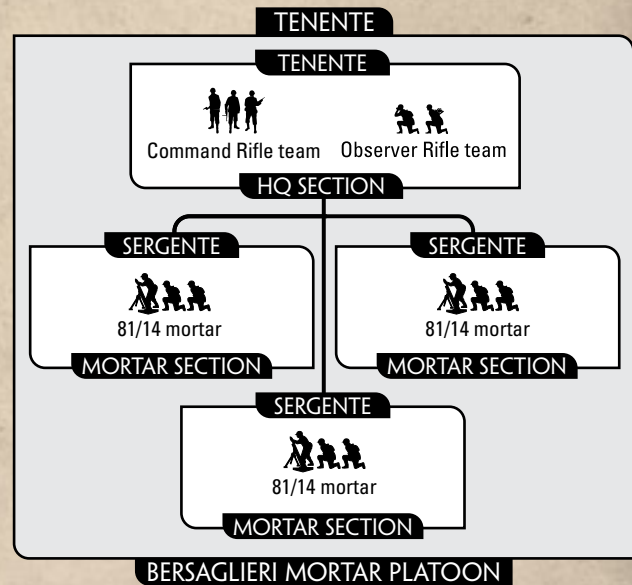 TENENTE
TENENTE
Command Rifle team
Observer Rifle team
HQ SECTION
SERGENTE
81/14 mortar
MORTAR SECTION
SERGENTE
81/14 mortar
MORTAR SECTION
SERGENTE
81/14 mortar
MORTAR SECTION
BERSAGLIERI MORTAR PLATOON